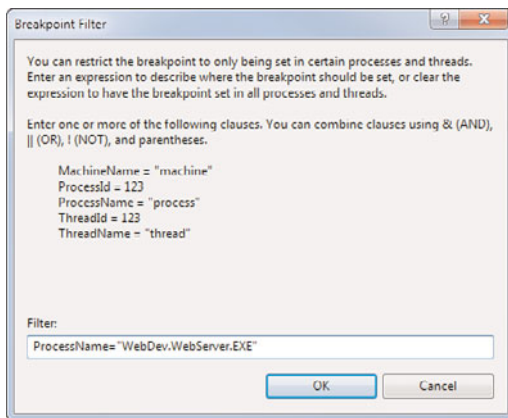 Breakpoint Filter
You can restrict the breakpoint to only being set in certain processes and threads.
Enter an expression to describe where the breakpoint should be set, or clear the
expression to have the breakpoint set in all processes and threads.
Enter one or more of the following clauses. You can combine clauses using & (AND),
|| (OR), ! (NOT), and parentheses.
MachineName = "machine"
ProcessId = 123
ProcessName = "process"
ThreadId = 123
ThreadName = "thread"
Filter:
ProcessName="WebDev.WebServer.EXE"
OK Cancel